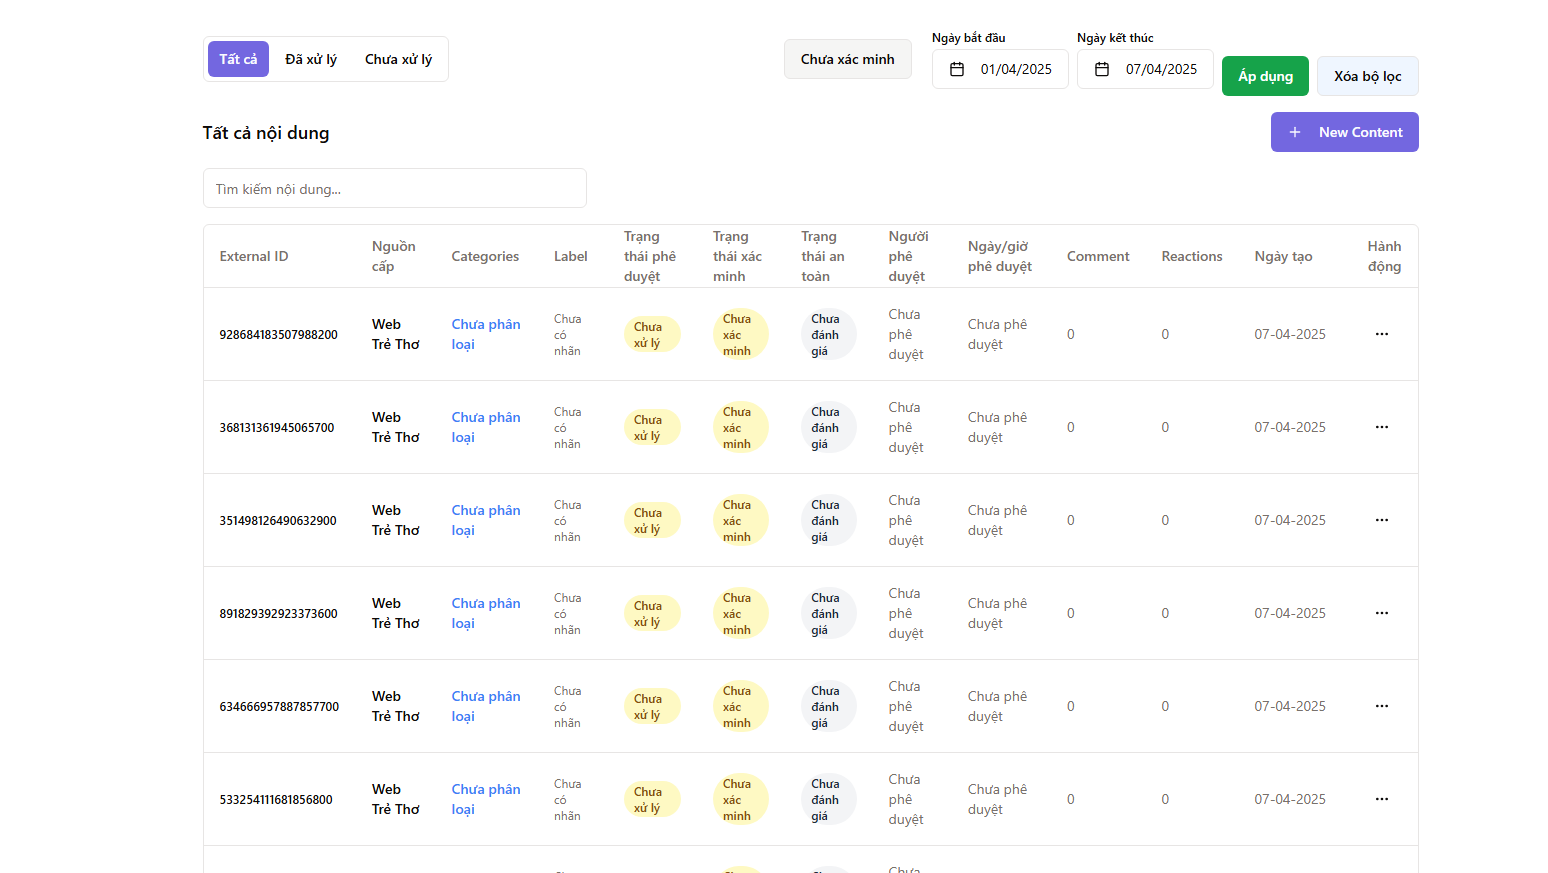 Tất cả
Đã xử lý
Chưa xử lý
Chưa xác minh
Ngày bắt đầu
01/04/2025
Ngày kết thúc
07/04/2025
Áp dụng
Xóa bộ lọc
Tất cả nội dung
+ New Content
Tìm kiếm nội dung...
External ID
Nguồn
cấp
Categories
Label
Trạng
thái phê
duyệt
Trạng
thái xác
minh
Trạng
thái an
toàn
Người
phê
duyệt
Ngày/giờ
phê duyệt
Comment
Reactions
Ngày tạo
Hành
động
928684183507988200
Web
Trẻ Thơ
Chưa phân
loại
Chưa
có
nhãn
Chưa
xử lý
Chưa
xác
minh
Chưa
đánh
giá
Chưa
phê
duyệt
Chưa phê
duyệt
0
0
07-04-2025
368131361945065700
Web
Trẻ Thơ
Chưa phân
loại
Chưa
có
nhãn
Chưa
xử lý
Chưa
xác
minh
Chưa
đánh
giá
Chưa
phê
duyệt
Chưa phê
duyệt
0
0
07-04-2025
351498126490632900
Web
Trẻ Thơ
Chưa phân
loại
Chưa
có
nhãn
Chưa
xử lý
Chưa
xác
minh
Chưa
đánh
giá
Chưa
phê
duyệt
Chưa phê
duyệt
0
0
07-04-2025
891829392923373600
Web
Trẻ Thơ
Chưa phân
loại
Chưa
có
nhãn
Chưa
xử lý
Chưa
xác
minh
Chưa
đánh
giá
Chưa
phê
duyệt
Chưa phê
duyệt
0
0
07-04-2025
634666957887857700
Web
Trẻ Thơ
Chưa phân
loại
Chưa
có
nhãn
Chưa
xử lý
Chưa
xác
minh
Chưa
đánh
giá
Chưa
phê
duyệt
Chưa phê
duyệt
0
0
07-04-2025
533254111681856800
Web
Trẻ Thơ
Chưa phân
loại
Chưa
có
nhãn
Chưa
xử lý
Chưa
xác
minh
Chưa
đánh
giá
Chưa
phê
duyệt
Chưa phê
duyệt
0
0
07-04-2025